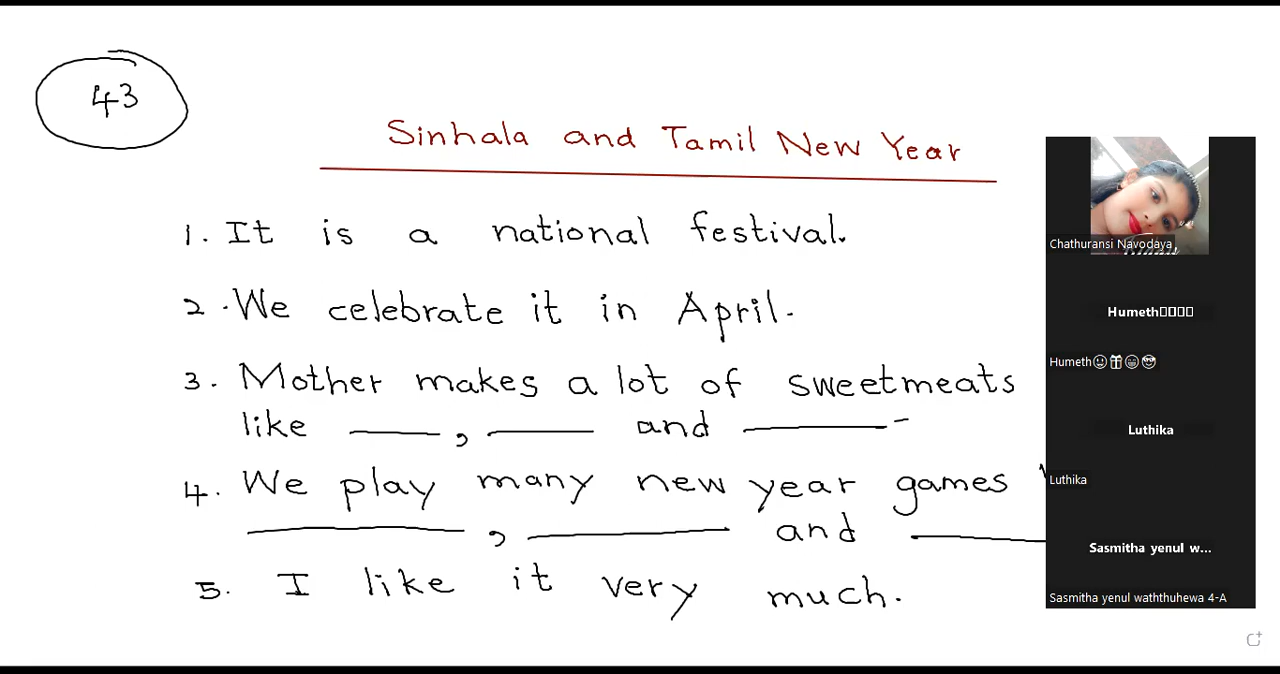 43
Sinhala and Tamil New Year
1. It is a national festival.
2. We celebrate it in April.
3. Mother makes a lot of sweetmeats
like ____, ____ and ____
4. We play many new year games
____, ____ and ____
5. I like it very much.
Chathuransi Navodaya
Humeth
Humeth😐🎁😁😎
Luthika
Luthika
Sasmitha yenul w...
Sasmitha yenul waththuhewa 4-A